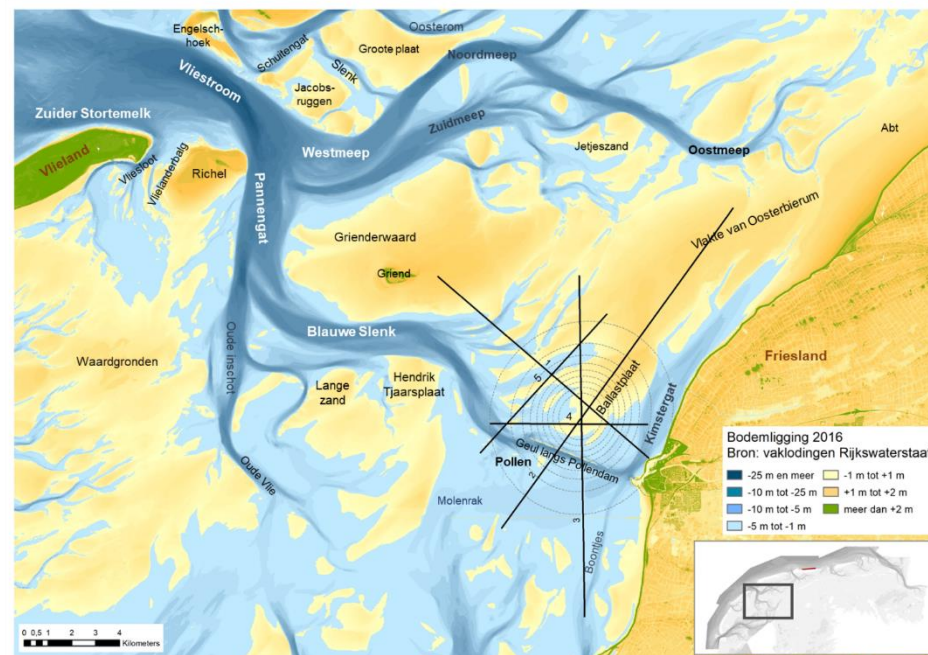 Engelsch-
hoek
Schuitengat
Oosterom
Groote plaat
Noordmeep
Slenk
Vliestroom
Jacobs-
ruggen
Zuider Stortemelk
Zuidmeep
Westmeep
Jetjeszand
Oostmeep
Abt
Vlieland
Vliesloot
Vlielanderbalg
Richel
Pannengat
Grienderwaard
Vlakte van Oosterbierum
Griend
Blauwe Slenk
Oude inschot
Waardgronden
Lange
zand
Hendrik
Tjaarsplaat
1
5
4
Ballastplaat
Kimstergat
Friesland
Geul langs Pollendam
Pollen
2
Oude Vlie
Molenrak
3
Boontjes
Bodemligging 2016
Bron: vaklodingen Rijkswaterstaat
-25 m en meer
-10 m tot -25 m
-10 m tot -5 m
-5 m tot -1 m
-1 m tot +1 m
+1 m tot +2 m
meer dan +2 m
0 0,5 1 2 3 4
Kilometers